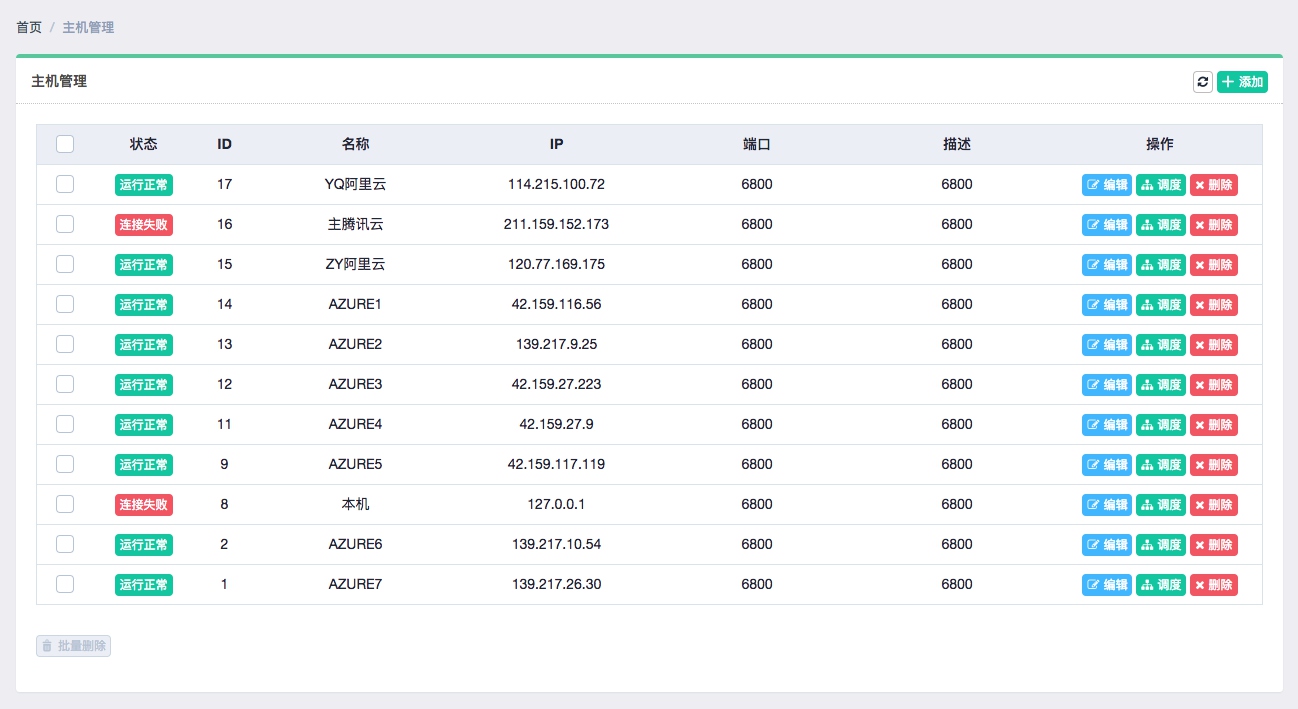 首页 / 主机管理
主机管理 添加
状态 ID 名称 IP 端口 描述 操作
运行正常 17 YQ阿里云 114.215.100.72 6800 6800 编辑 调度 删除
连接失败 16 主腾讯云 211.159.152.173 6800 6800 编辑 调度 删除
运行正常 15 ZY阿里云 120.77.169.175 6800 6800 编辑 调度 删除
运行正常 14 AZURE1 42.159.116.56 6800 6800 编辑 调度 删除
运行正常 13 AZURE2 139.217.9.25 6800 6800 编辑 调度 删除
运行正常 12 AZURE3 42.159.27.223 6800 6800 编辑 调度 删除
运行正常 11 AZURE4 42.159.27.9 6800 6800 编辑 调度 删除
运行正常 9 AZURE5 42.159.117.119 6800 6800 编辑 调度 删除
连接失败 8 本机 127.0.0.1 6800 6800 编辑 调度 删除
运行正常 2 AZURE6 139.217.10.54 6800 6800 编辑 调度 删除
运行正常 1 AZURE7 139.217.26.30 6800 6800 编辑 调度 删除
批量删除